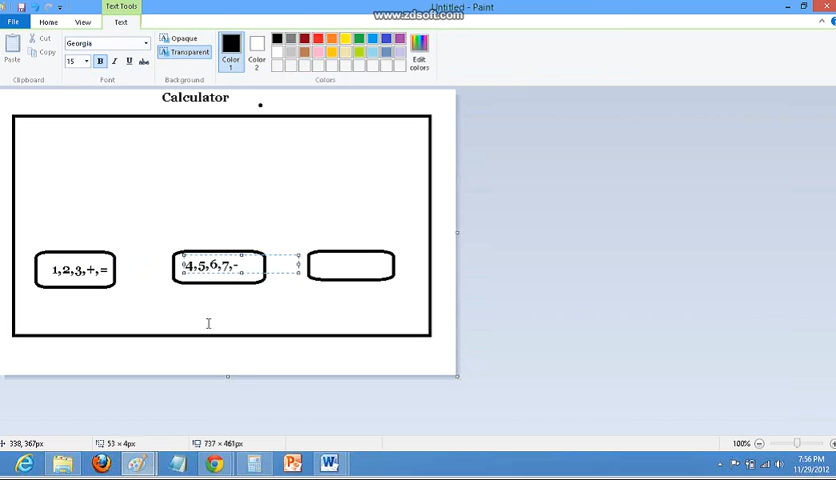 Text Tools
Untitled - Paint
www.zdsoft.com
File
Home
View
Text
Cut
Copy
Paste
Georgia
15
B
I
U
abc
Opaque
Transparent
Color 1
Color 2
Edit colors
Clipboard
Font
Background
Colors
Calculator
1,2,3,+,=
4,5,6,7,-
338, 367px
53 × 4px
737 × 461px
100%
7:56 PM
11/29/2012